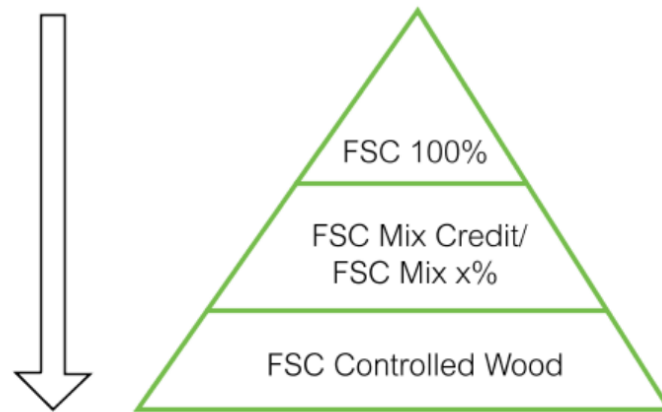 FSC 100%
FSC Mix Credit/
FSC Mix x%
FSC Controlled Wood